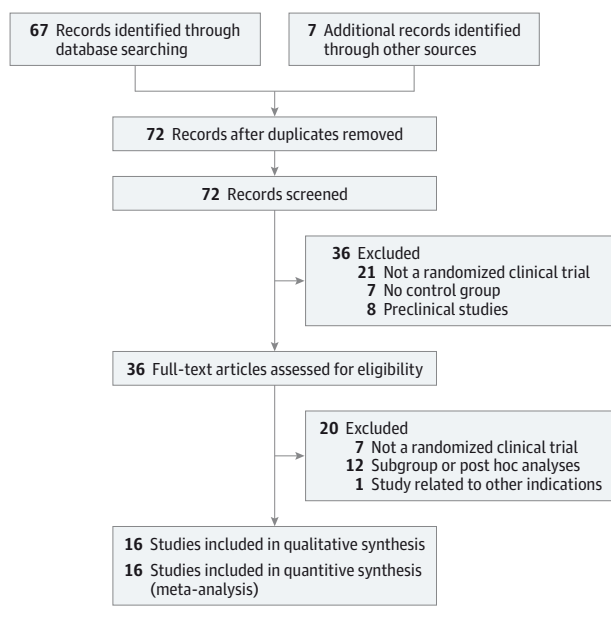 67 Records identified through
database searching
7 Additional records identified
through other sources
72 Records after duplicates removed
72 Records screened
36 Excluded
21 Not a randomized clinical trial
7 No control group
8 Preclinical studies
36 Full-text articles assessed for eligibility
20 Excluded
7 Not a randomized clinical trial
12 Subgroup or post hoc analyses
1 Study related to other indications
16 Studies included in qualitative synthesis
16 Studies included in quantitive synthesis
(meta-analysis)